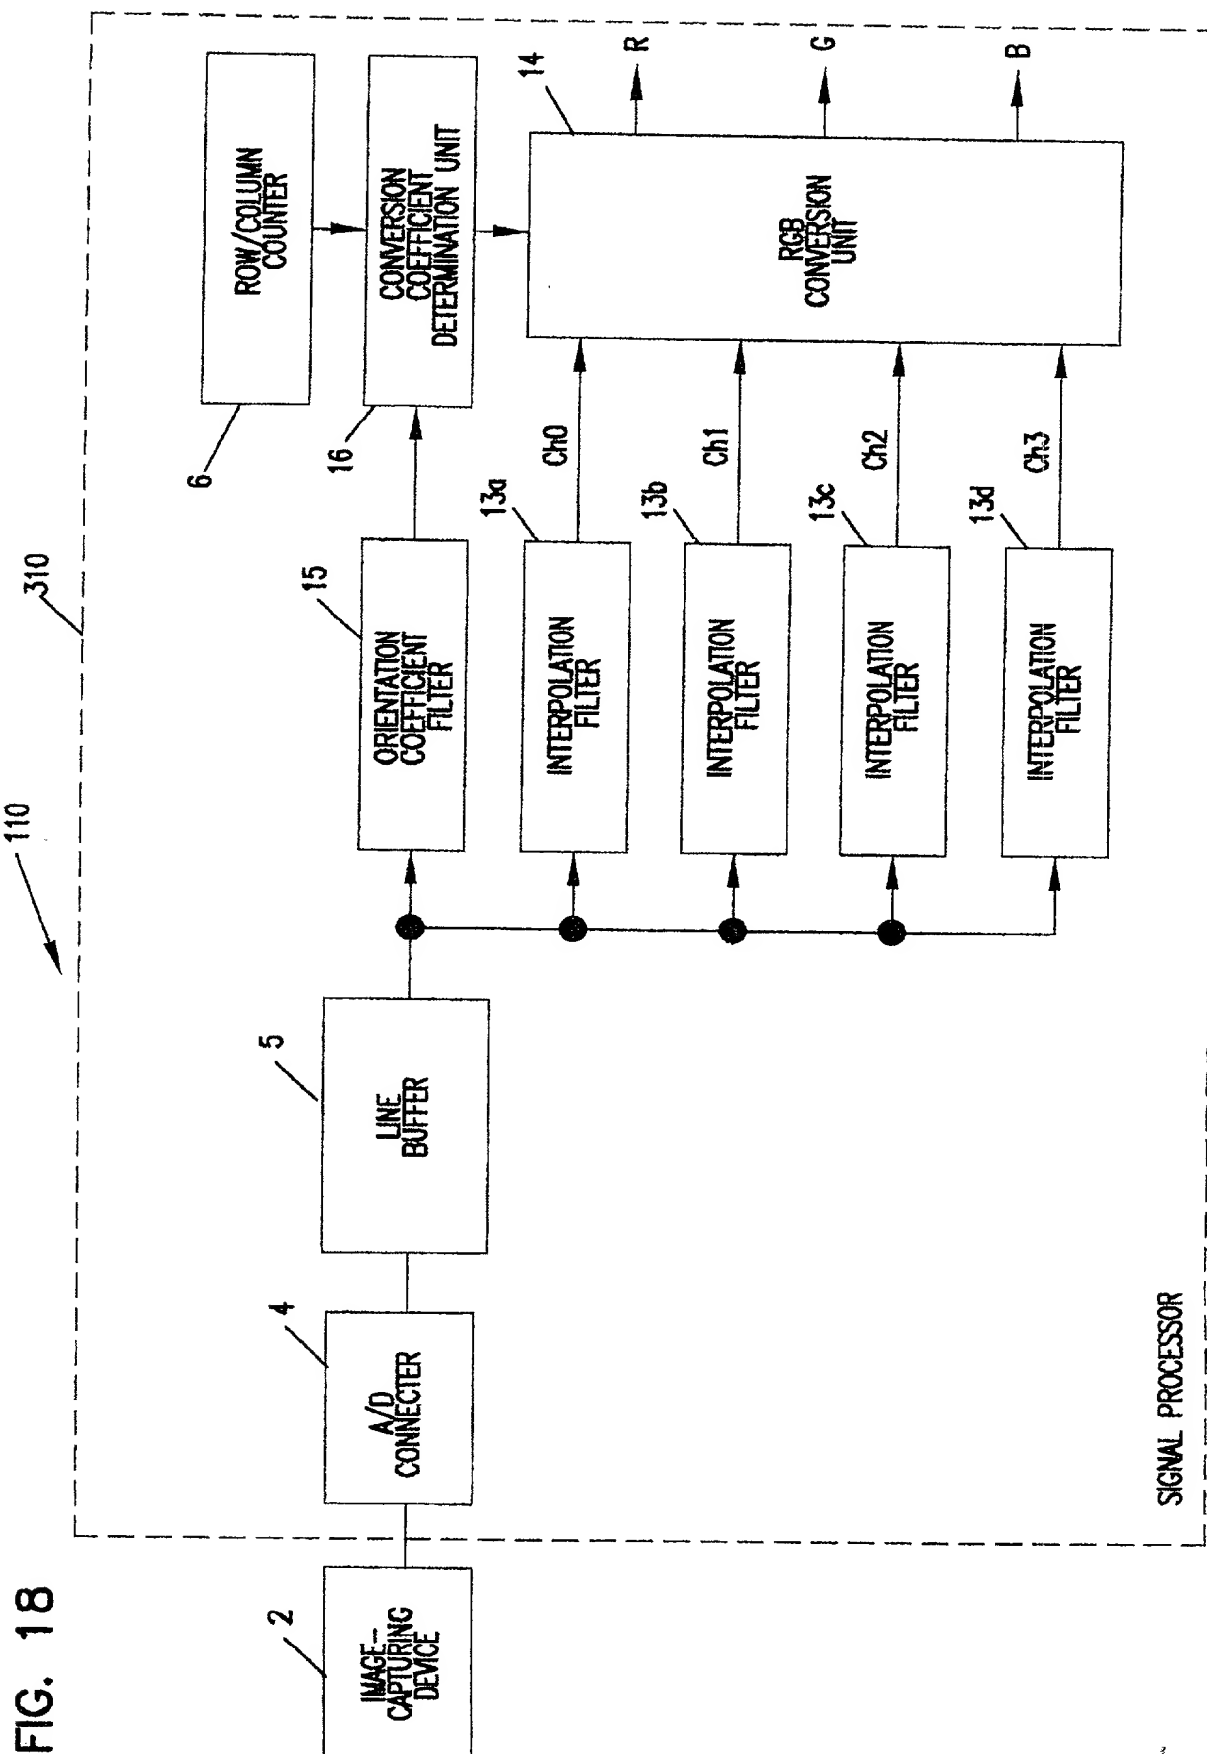 FIG. 18
110
310
2
IMAGE-
CAPTURING
DEVICE
4
A/D
CONNECTER
5
LINE
BUFFER
15
ORIENTATION
COEFFICIENT
FILTER
13a
INTERPOLATION
FILTER
13b
INTERPOLATION
FILTER
13c
INTERPOLATION
FILTER
13d
INTERPOLATION
FILTER
6
ROW/COLUMN
COUNTER
16
CONVERSION
COEFFICIENT
DETERMINATION UNIT
Ch0
Ch1
Ch2
Ch3
14
RGB
CONVERSION
UNIT
R
G
B
SIGNAL PROCESSOR